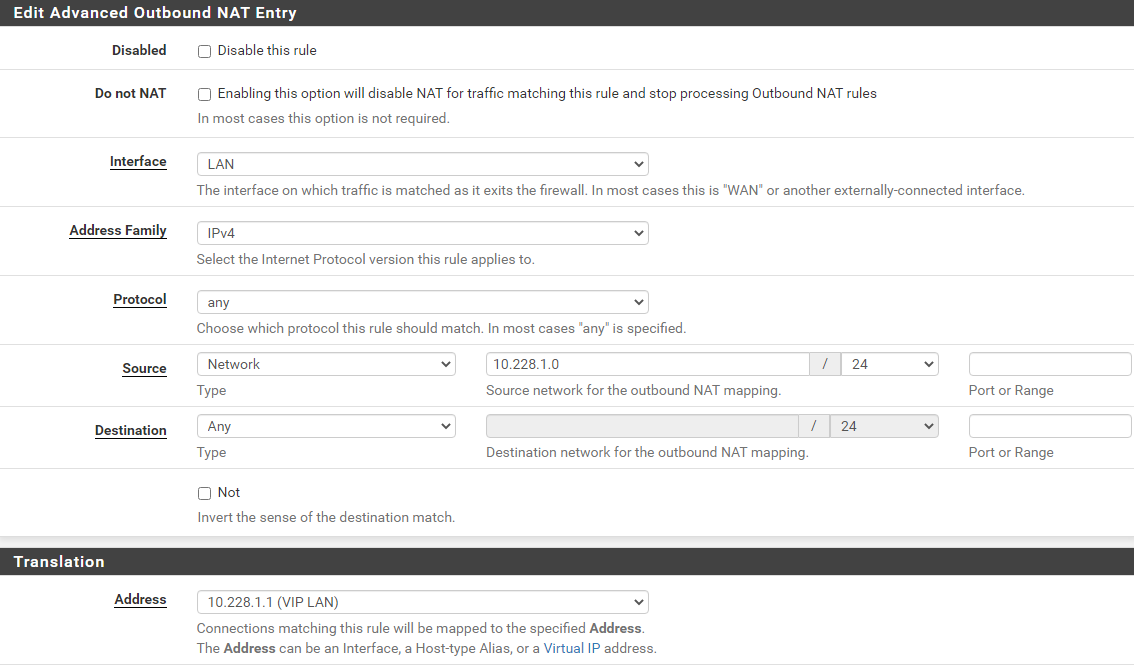 Edit Advanced Outbound NAT Entry
Disabled Disable this rule
Do not NAT Enabling this option will disable NAT for traffic matching this rule and stop processing Outbound NAT rules
In most cases this option is not required.
Interface LAN
The interface on which traffic is matched as it exits the firewall. In most cases this is "WAN" or another externally-connected interface.
Address Family IPv4
Select the Internet Protocol version this rule applies to.
Protocol any
Choose which protocol this rule should match. In most cases "any" is specified.
Source Network 10.228.1.0 / 24
Type Source network for the outbound NAT mapping. Port or Range
Destination Any / 24
Type Destination network for the outbound NAT mapping. Port or Range
Not
Invert the sense of the destination match.
Translation
Address 10.228.1.1 (VIP LAN)
Connections matching this rule will be mapped to the specified Address.
The Address can be an Interface, a Host-type Alias, or a Virtual IP address.